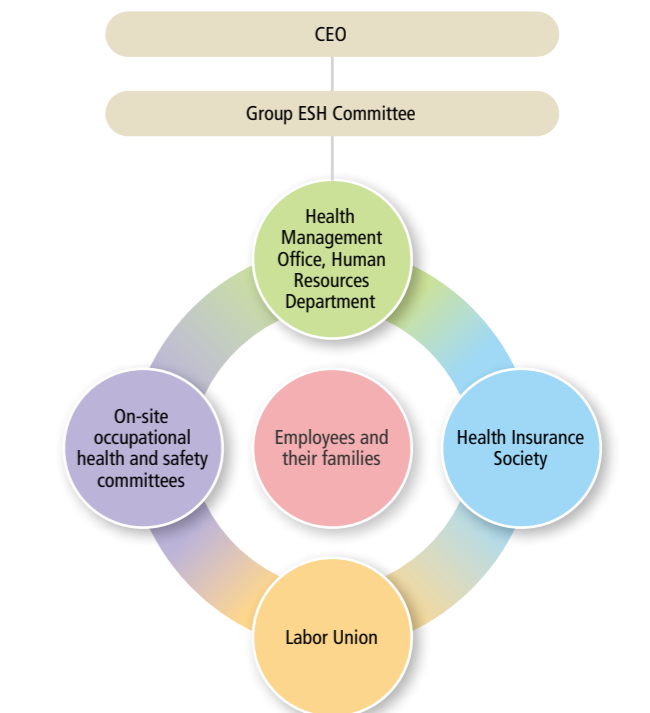 CEO
Group ESH Committee
Health
Management
Office, Human
Resources
Department
On-site
occupational
health and safety
committees
Employees and
their families
Health Insurance
Society
Labor Union